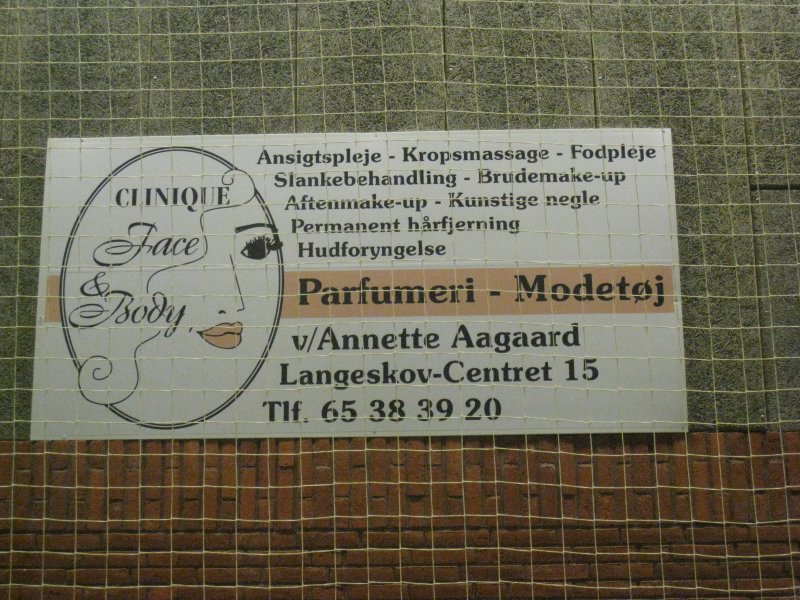 CLINIQUE
Face
&
Body
Ansigtspleje - Kropsmassage - Fodpleje
Slankebehandling - Brudemake-up
Aftenmake-up - Kunstige negle
Permanent hårfjerning
Hudforyngelse
Parfumeri - Modetøj
v/Annette Aagaard
Langeskov-Centret 15
Tlf. 65 38 39 20